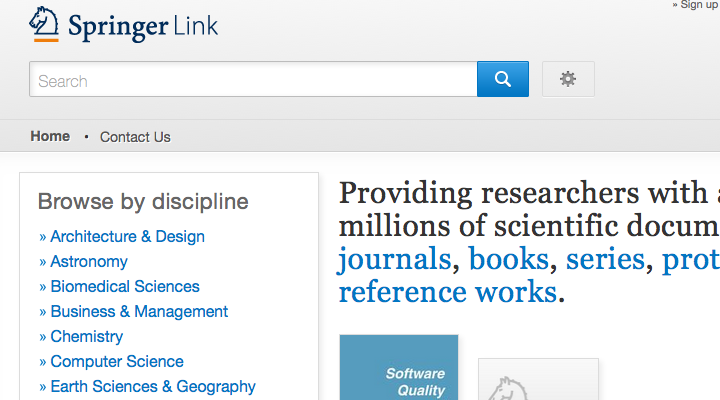 » Sign up
Springer Link
Search
Home • Contact Us
Browse by discipline
» Architecture & Design
» Astronomy
» Biomedical Sciences
» Business & Management
» Chemistry
» Computer Science
» Earth Sciences & Geography
Providing researchers with a
millions of scientific docum
journals, books, series, prot
reference works.
Software
Quality